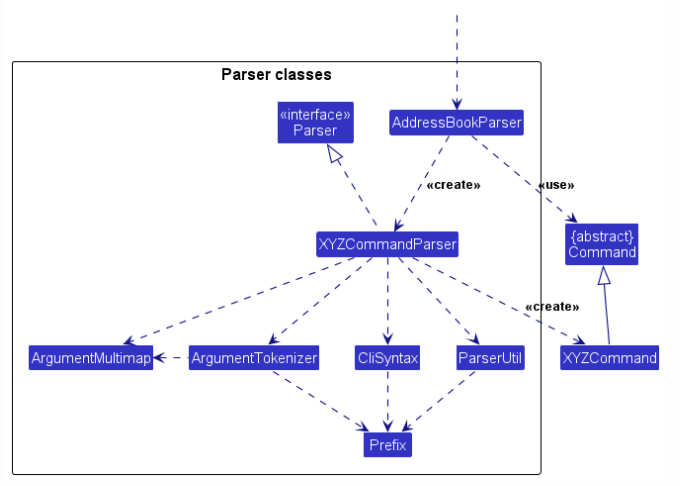 Parser classes
«interface»
Parser
AddressBookParser
«create»
«use»
{abstract}
Command
XYZCommandParser
«create»
ArgumentMultimap
ArgumentTokenizer
CliSyntax
ParserUtil
XYZCommand
Prefix